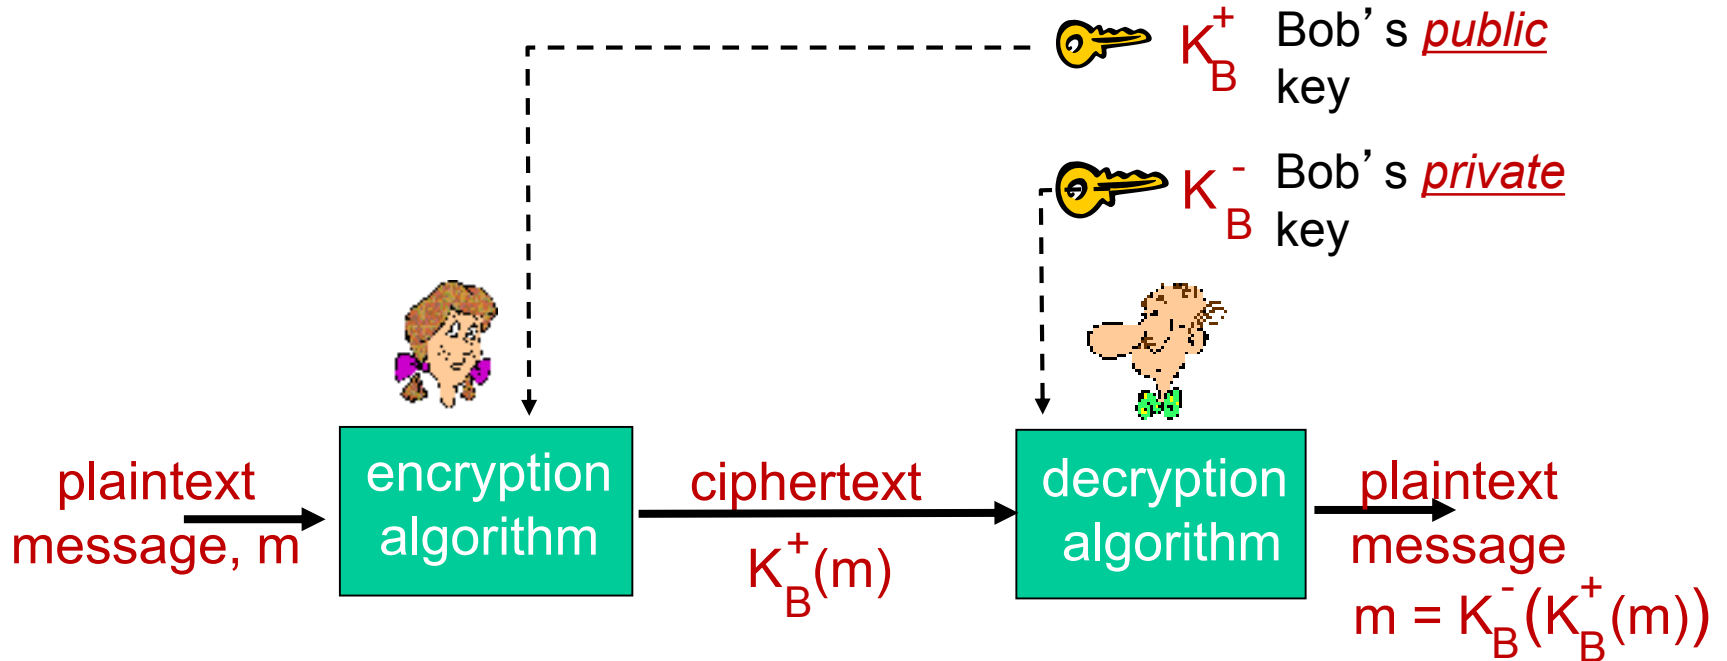 K_B^+ Bob’s public
key
K_B^- Bob’s private
key
plaintext
message, m
encryption
algorithm
ciphertext
K_B^+(m)
decryption
algorithm
plaintext
message
m = K_B^-(K_B^+(m))